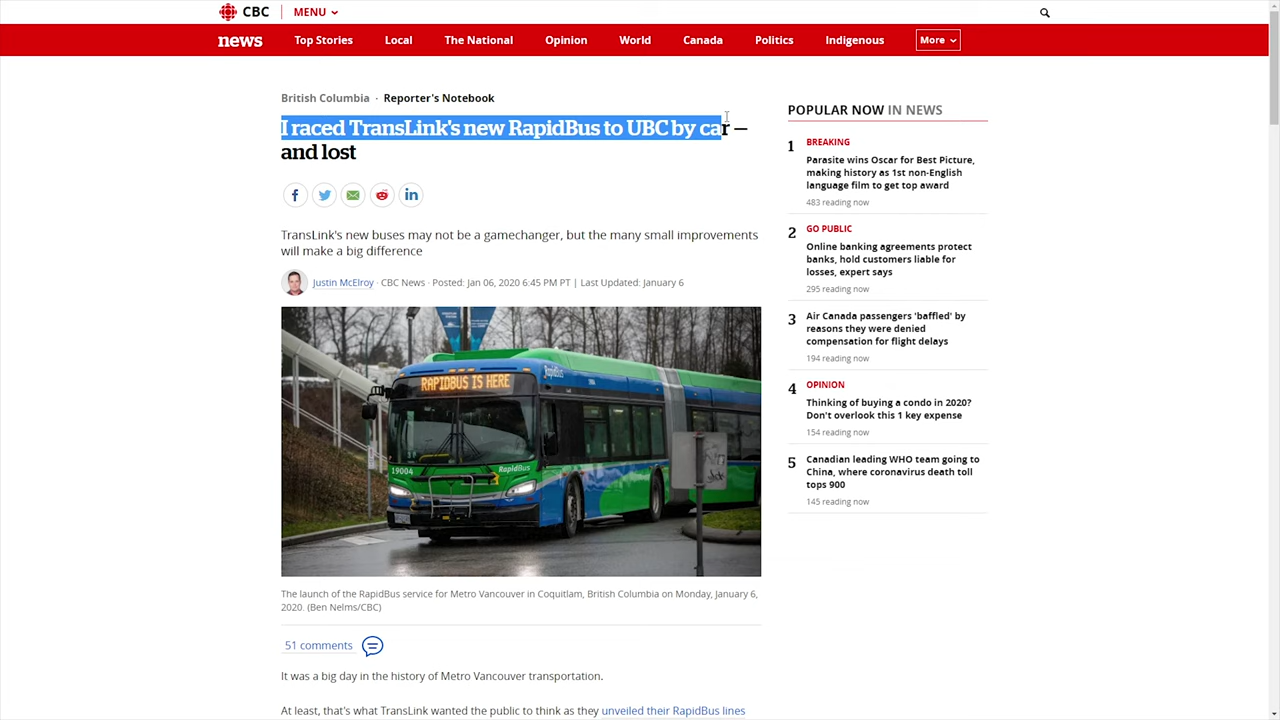 CBC
MENU
news
Top Stories
Local
The National
Opinion
World
Canada
Politics
Indigenous
More
British Columbia · Reporter's Notebook
I raced TransLink's new RapidBus to UBC by car —
and lost
TransLink's new buses may not be a gamechanger, but the many small improvements
will make a big difference
Justin McElroy · CBC News · Posted: Jan 06, 2020 6:45 PM PT | Last Updated: January 6
RAPIDBUS IS HERE
RapidBus
19004
RapidBus
The launch of the RapidBus service for Metro Vancouver in Coquitlam, British Columbia on Monday, January 6,
2020. (Ben Nelms/CBC)
51 comments
It was a big day in the history of Metro Vancouver transportation.
At least, that's what TransLink wanted the public to think as they unveiled their RapidBus lines
POPULAR NOW IN NEWS
1
BREAKING
Parasite wins Oscar for Best Picture,
making history as 1st non-English
language film to get top award
483 reading now
2
GO PUBLIC
Online banking agreements protect
banks, hold customers liable for
losses, expert says
295 reading now
3
Air Canada passengers 'baffled' by
reasons they were denied
compensation for flight delays
194 reading now
4
OPINION
Thinking of buying a condo in 2020?
Don't overlook this 1 key expense
154 reading now
5
Canadian leading WHO team going to
China, where coronavirus death toll
tops 900
145 reading now